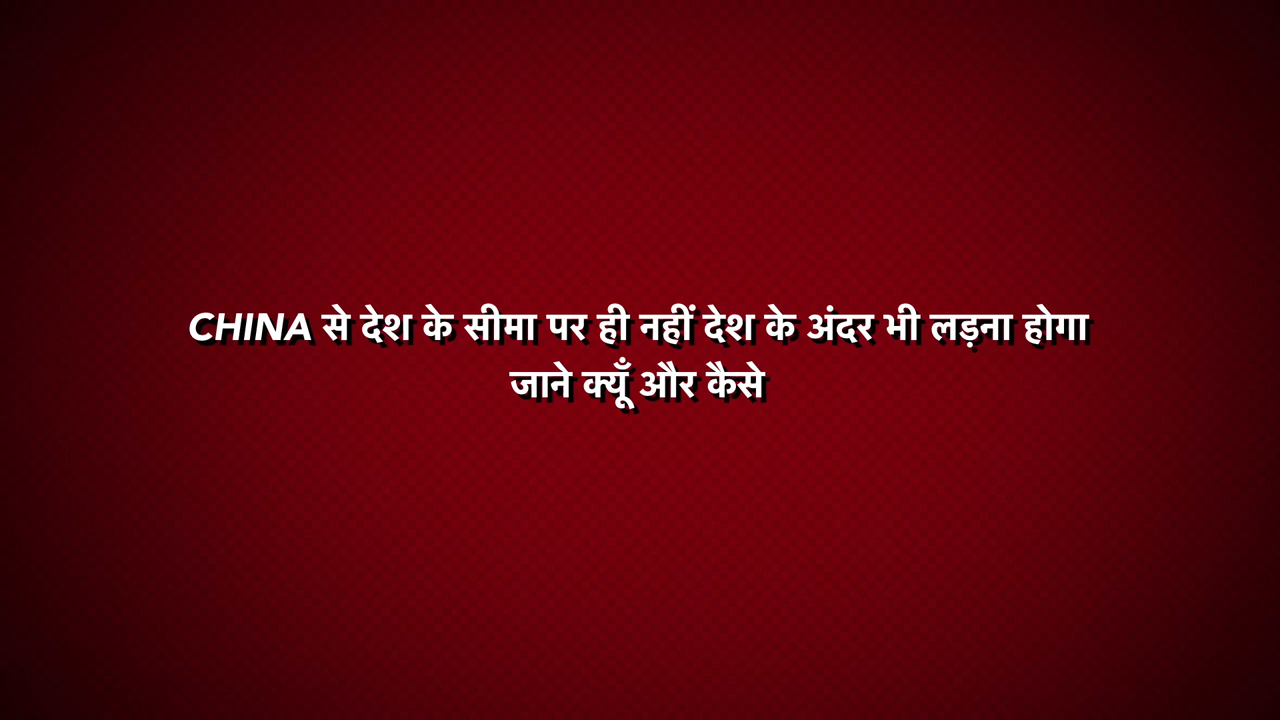 CHINA से देश के सीमा पर ही नहीं देश के अंदर भी लड़ना होगा
जाने क्यूँ और कैसे